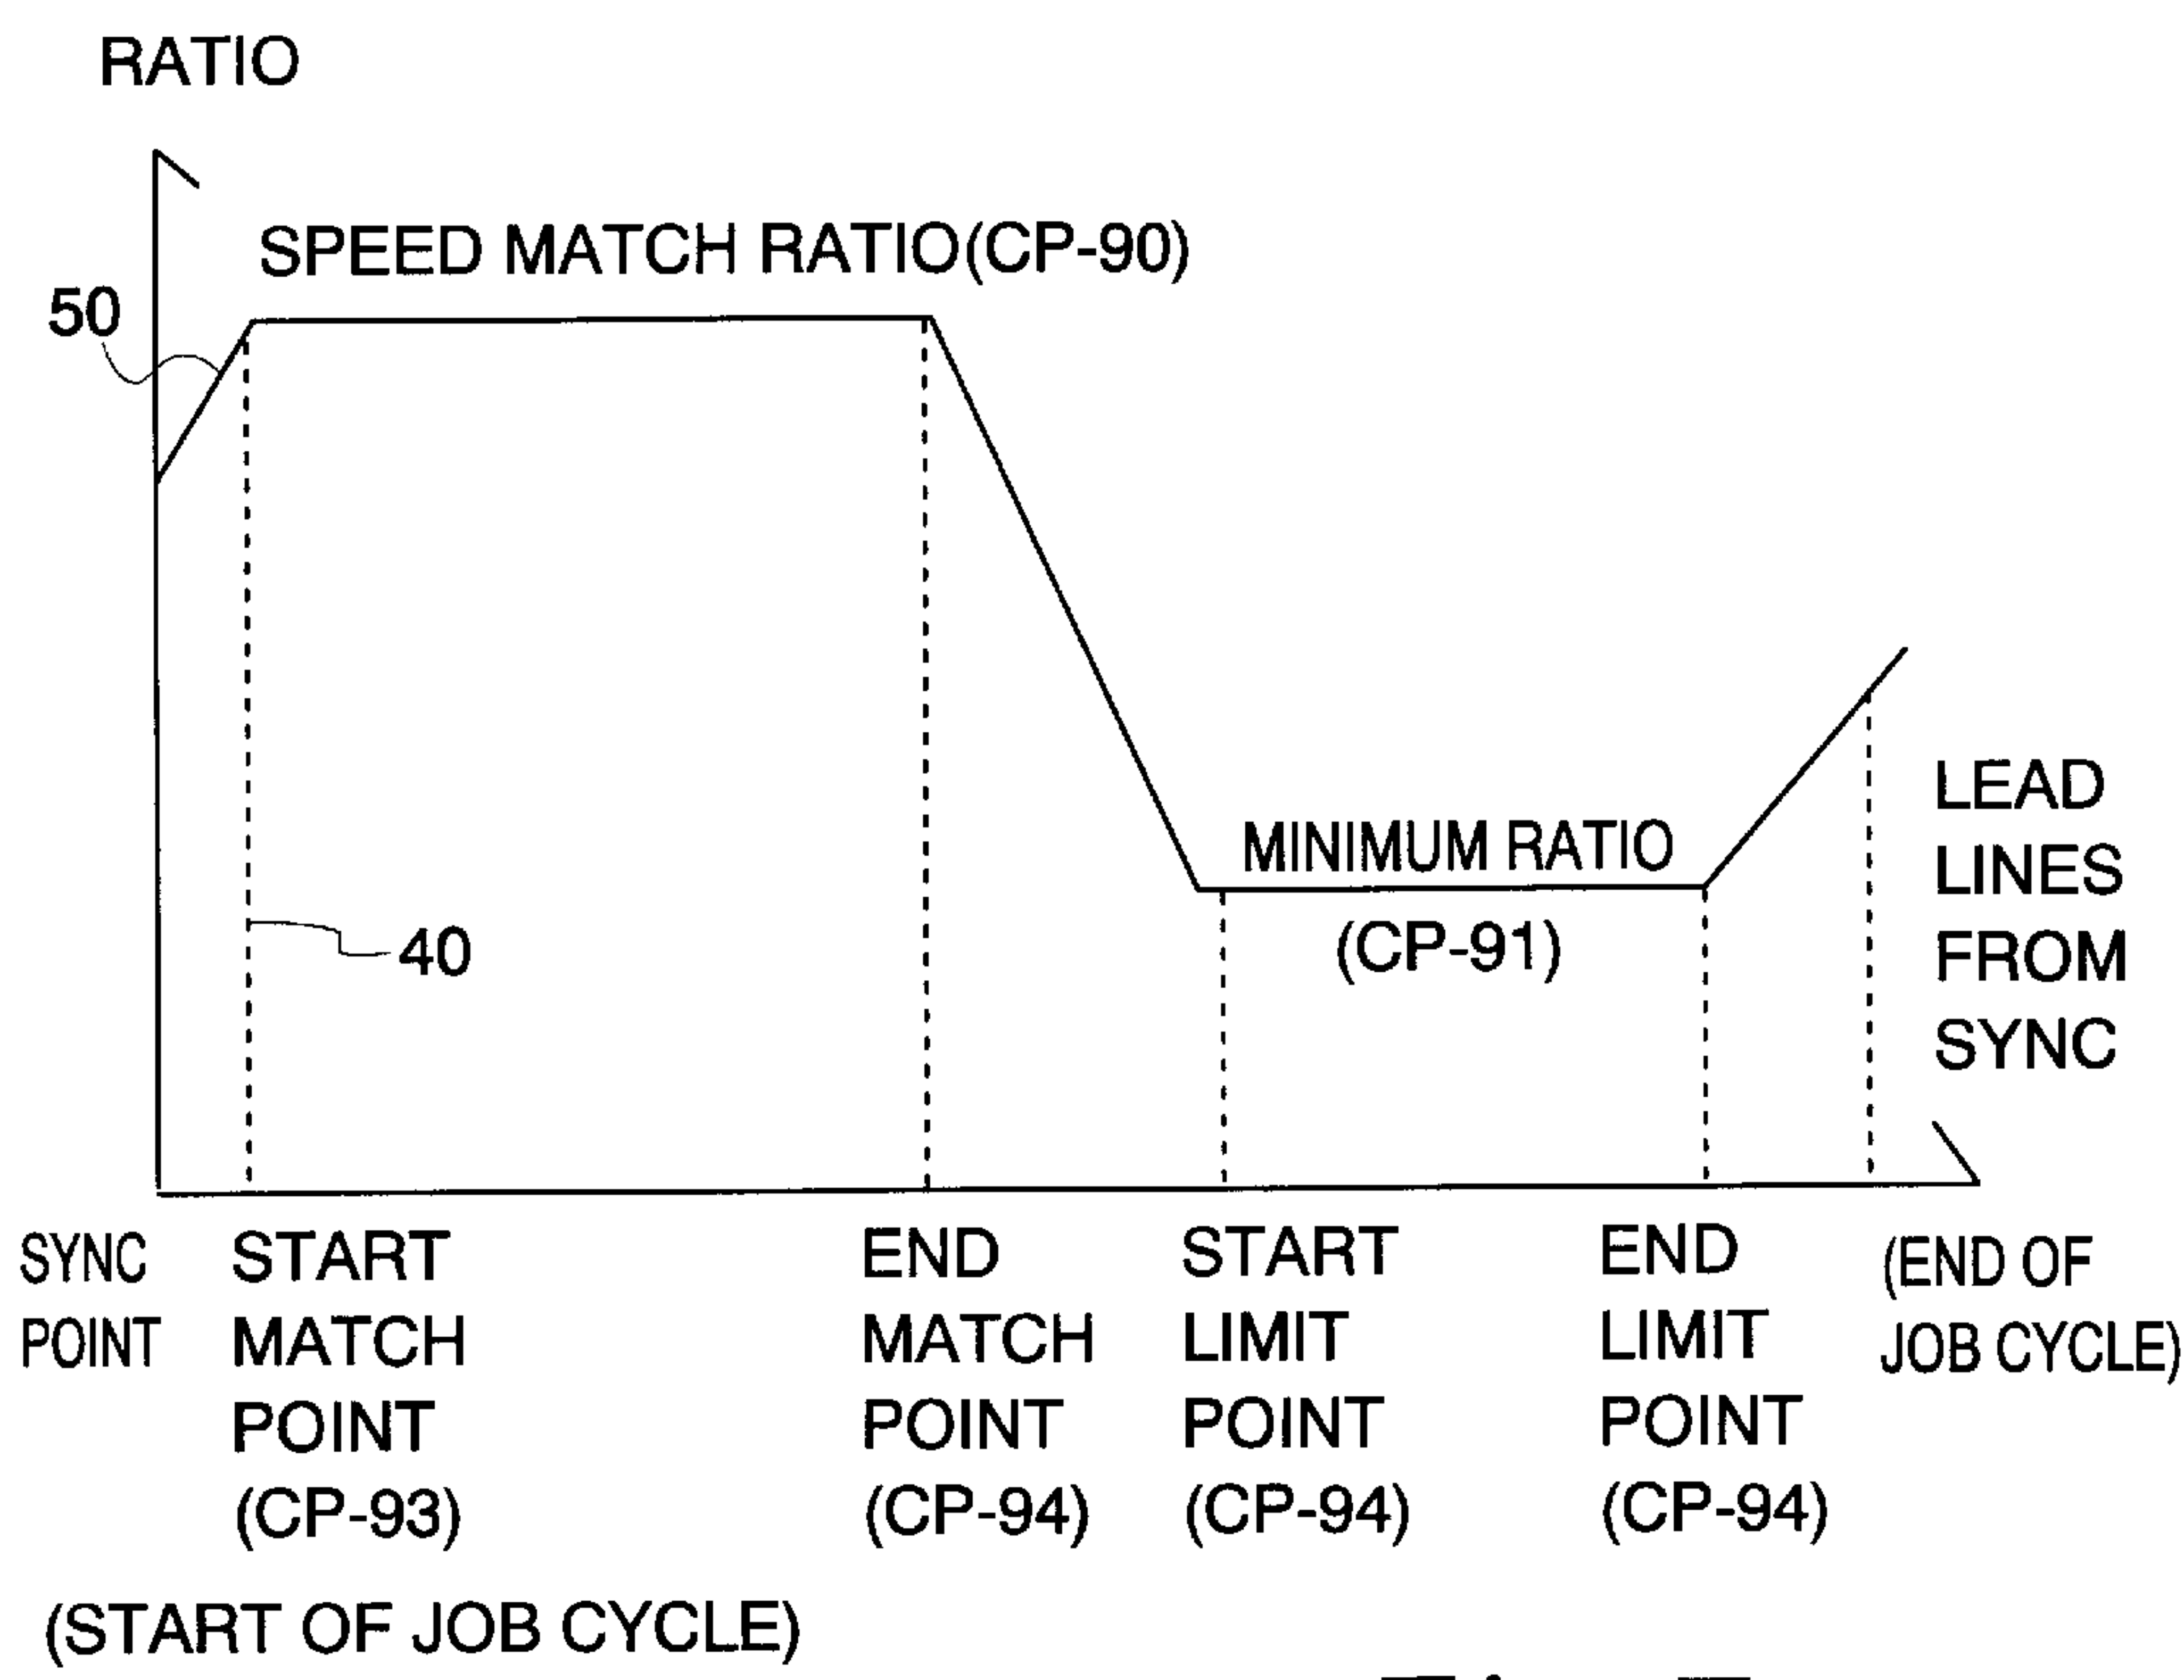 RATIO
SPEED MATCH RATIO(CP-90)
50
MINIMUM RATIO
(CP-91)
40
LEAD
LINES
FROM
SYNC
SYNC
POINT
START
MATCH
POINT
(CP-93)
END
MATCH
POINT
(CP-94)
START
LIMIT
POINT
(CP-94)
END
LIMIT
POINT
(CP-94)
(END OF
JOB CYCLE)
(START OF JOB CYCLE)